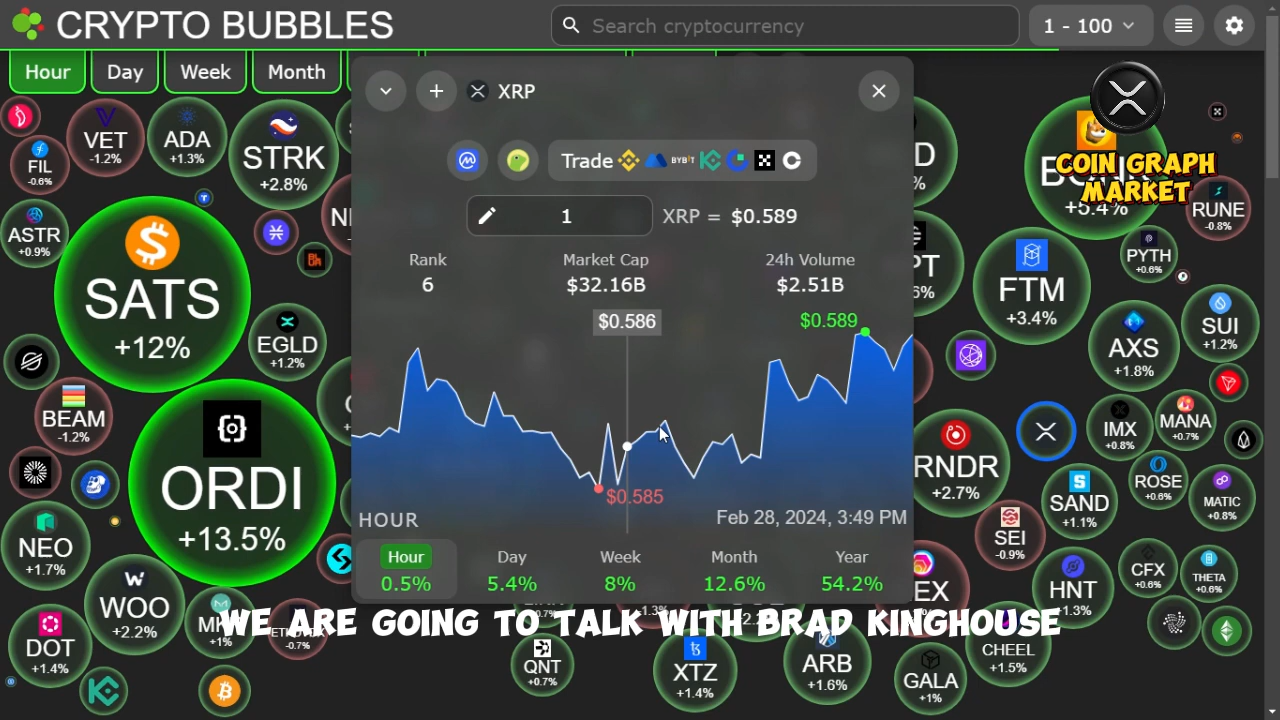 CRYPTO BUBBLES
Search cryptocurrency
1 - 100
Hour
Day
Week
Month
XRP
Trade
BYBIT
1
XRP = $0.589
Rank
6
Market Cap
$32.16B
24h Volume
$2.51B
$0.586
$0.589
$0.585
HOUR
Feb 28, 2024, 3:49 PM
Hour
0.5%
Day
5.4%
Week
8%
Month
12.6%
Year
54.2%
WE ARE GOING TO TALK WITH BRAD KINGHOUSE
COIN GRAPH
MARKET
FIL
-0.6%
VET
-1.2%
ADA
+1.3%
STRK
+2.8%
ASTR
+0.9%
SATS
+12%
EGLD
+1.2%
BEAM
-1.2%
ORDI
+13.5%
NEO
+1.7%
WOO
+2.2%
DOT
+1.4%
+1%
-0.7%
QNT
+0.7%
XTZ
+1.4%
ARB
+1.6%
GALA
+1%
CHEEL
+1.5%
+5.4%
RUNE
-0.8%
PYTH
+0.6%
FTM
+3.4%
AXS
+1.8%
SUI
+1.2%
IMX
+0.8%
MANA
+0.7%
RNDR
+2.7%
SAND
+1.1%
ROSE
+0.6%
MATIC
+0.8%
SEI
-0.9%
HNT
+1.3%
CFX
+0.6%
THETA
+0.6%